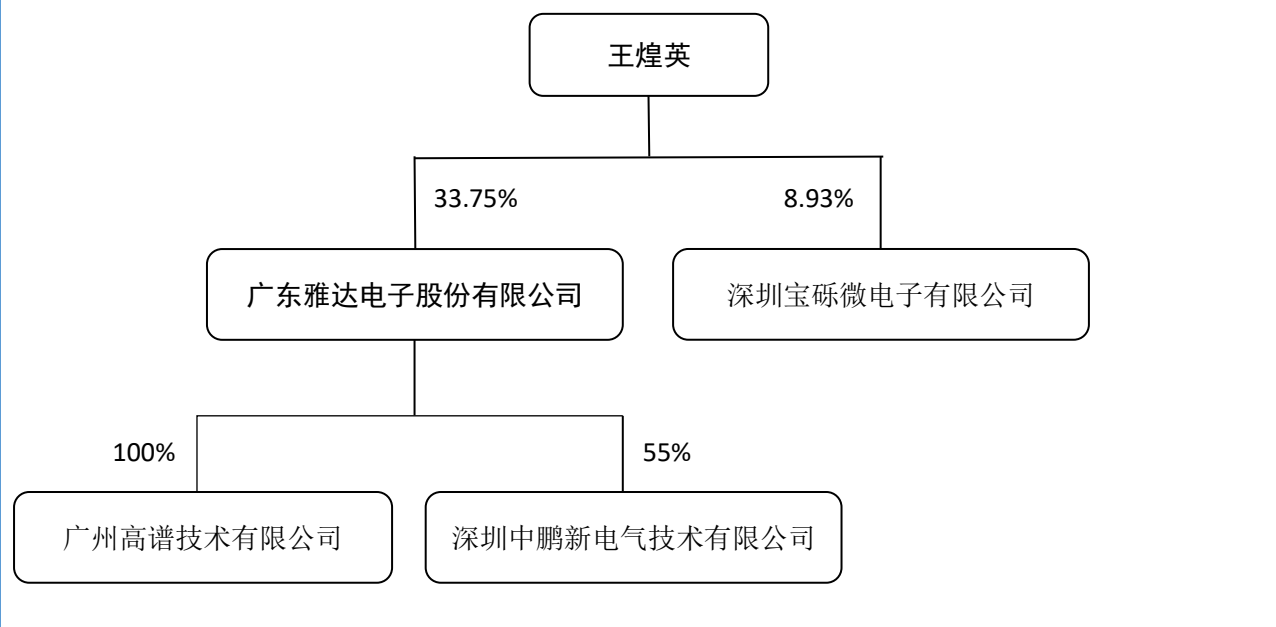 王煌英
33.75%
8.93%
广东雅达电子股份有限公司
深圳宝砾微电子有限公司
100%
55%
广州高谱技术有限公司
深圳中鹏新电气技术有限公司